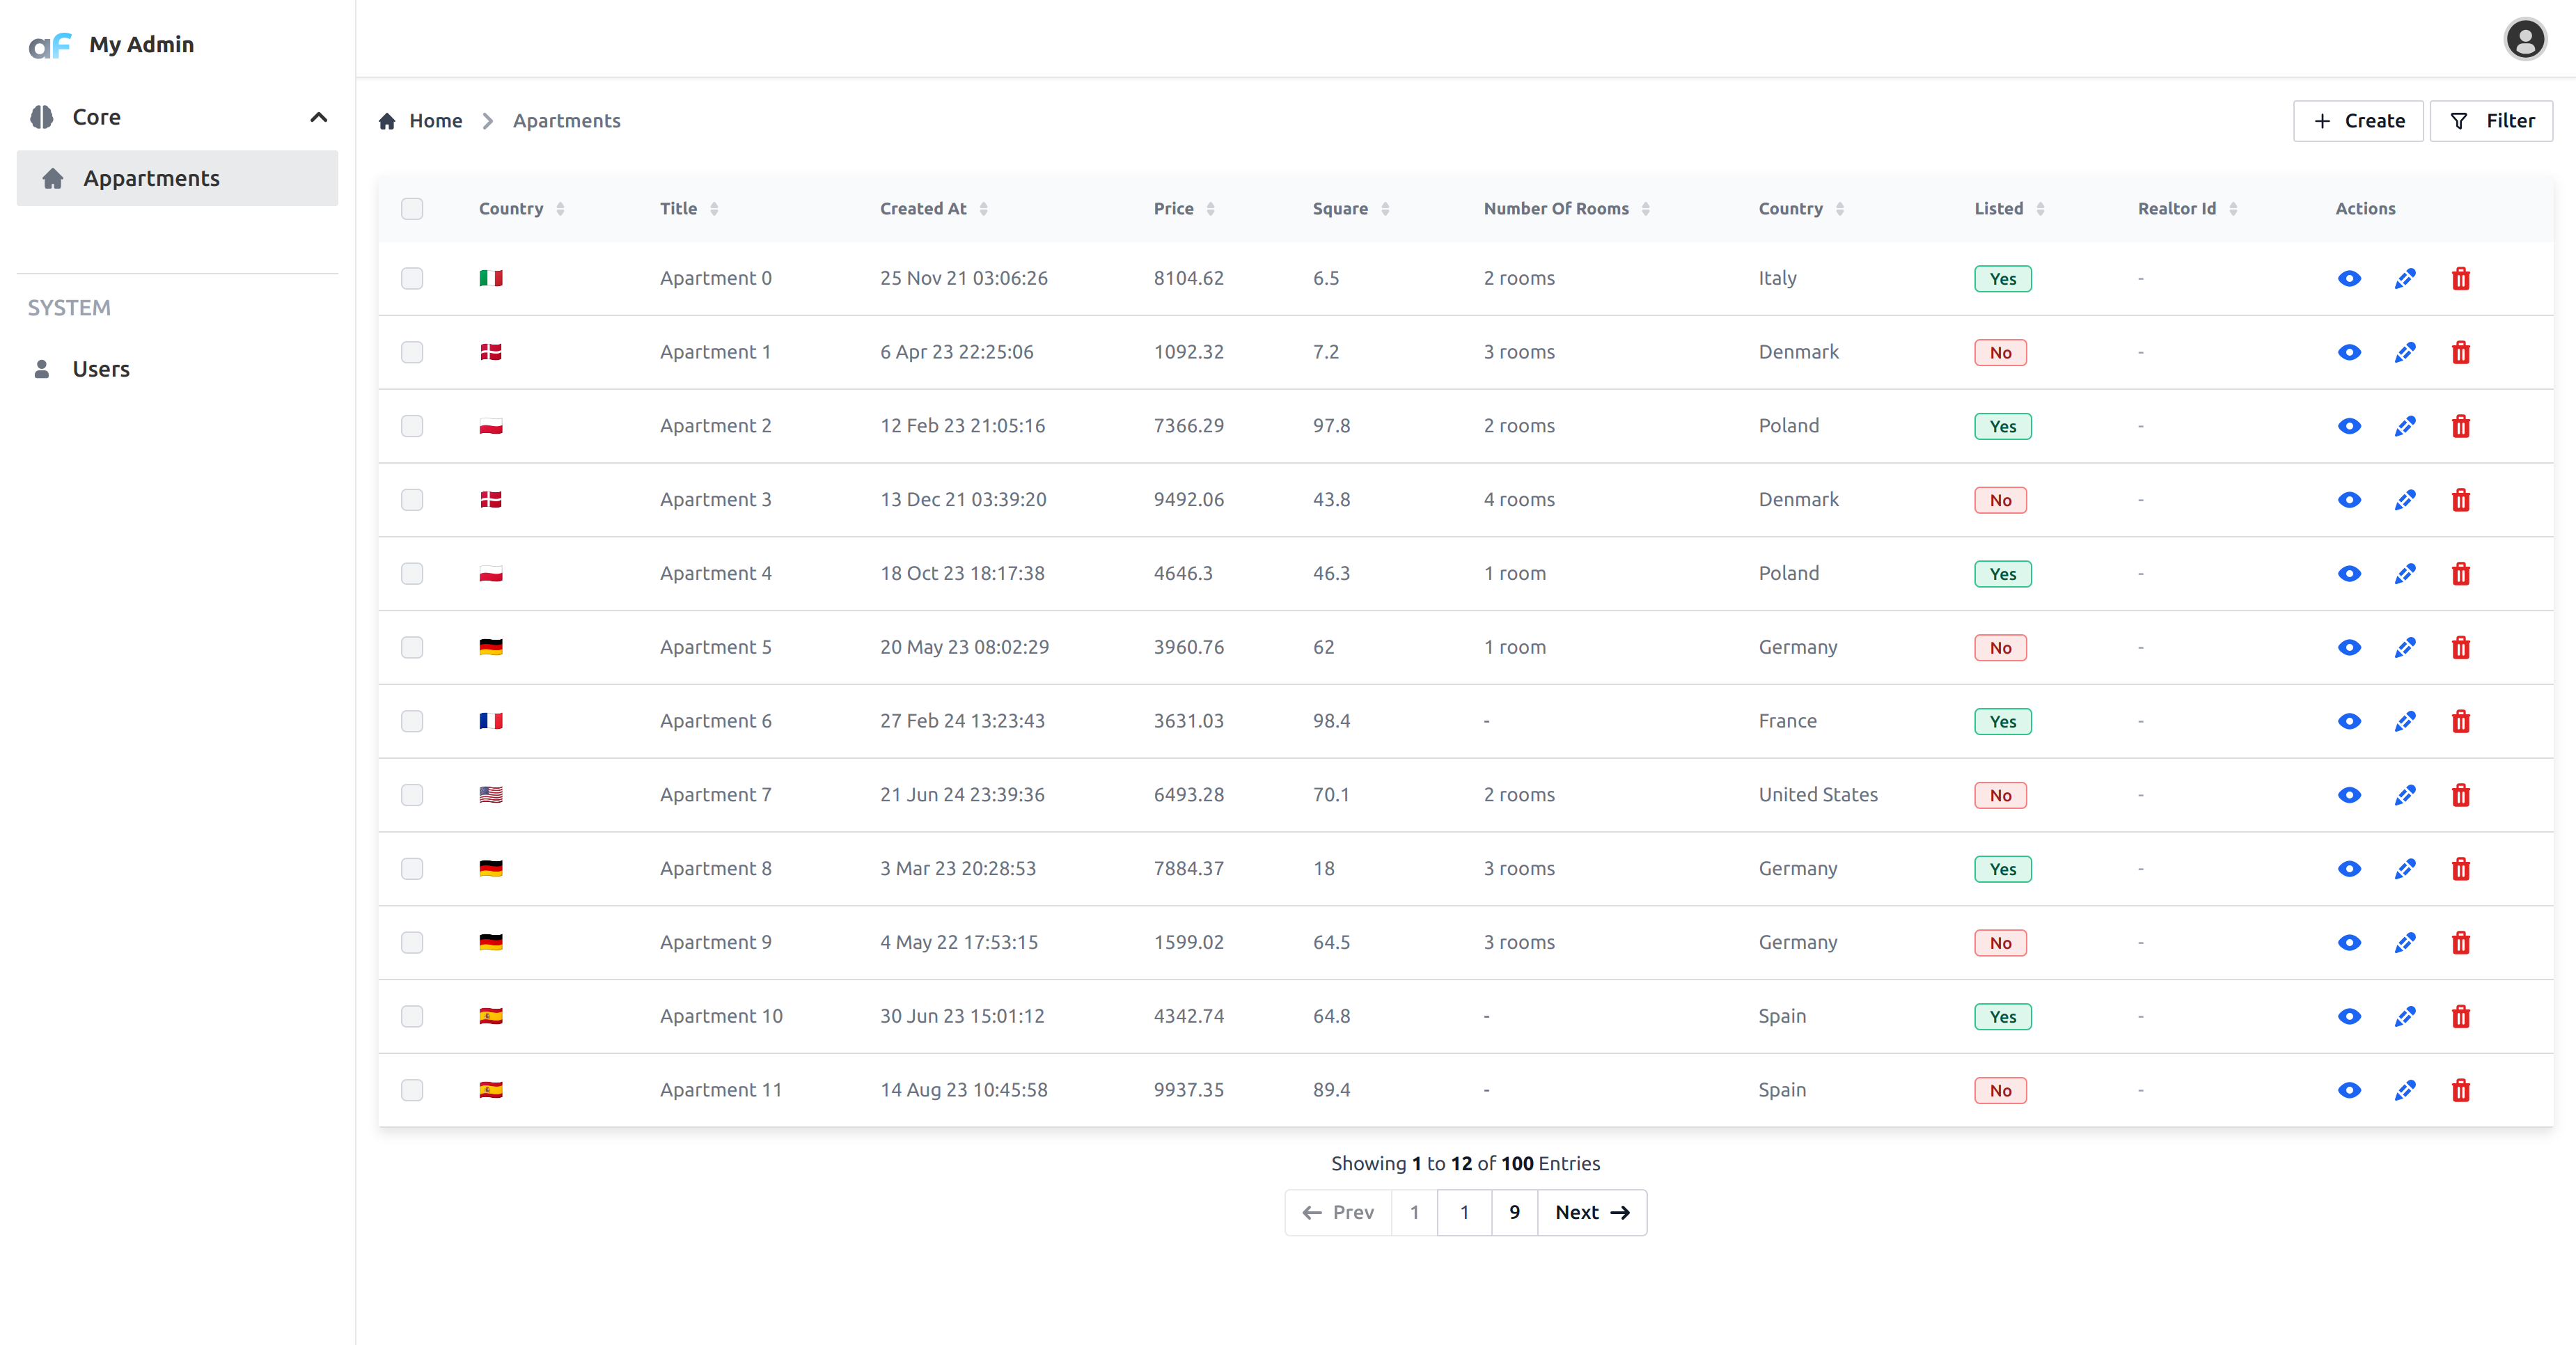 aF My Admin
Core
Appartments
SYSTEM
Users
Home Apartments
Create Filter
Country Title Created At Price Square Number Of Rooms Country Listed Realtor Id Actions
Apartment 0 25 Nov 21 03:06:26 8104.62 6.5 2 rooms Italy Yes -
Apartment 1 6 Apr 23 22:25:06 1092.32 7.2 3 rooms Denmark No -
Apartment 2 12 Feb 23 21:05:16 7366.29 97.8 2 rooms Poland Yes -
Apartment 3 13 Dec 21 03:39:20 9492.06 43.8 4 rooms Denmark No -
Apartment 4 18 Oct 23 18:17:38 4646.3 46.3 1 room Poland Yes -
Apartment 5 20 May 23 08:02:29 3960.76 62 1 room Germany No -
Apartment 6 27 Feb 24 13:23:43 3631.03 98.4 - France Yes -
Apartment 7 21 Jun 24 23:39:36 6493.28 70.1 2 rooms United States No -
Apartment 8 3 Mar 23 20:28:53 7884.37 18 3 rooms Germany Yes -
Apartment 9 4 May 22 17:53:15 1599.02 64.5 3 rooms Germany No -
Apartment 10 30 Jun 23 15:01:12 4342.74 64.8 - Spain Yes -
Apartment 11 14 Aug 23 10:45:58 9937.35 89.4 - Spain No -
Showing 1 to 12 of 100 Entries
Prev 1 1 9 Next